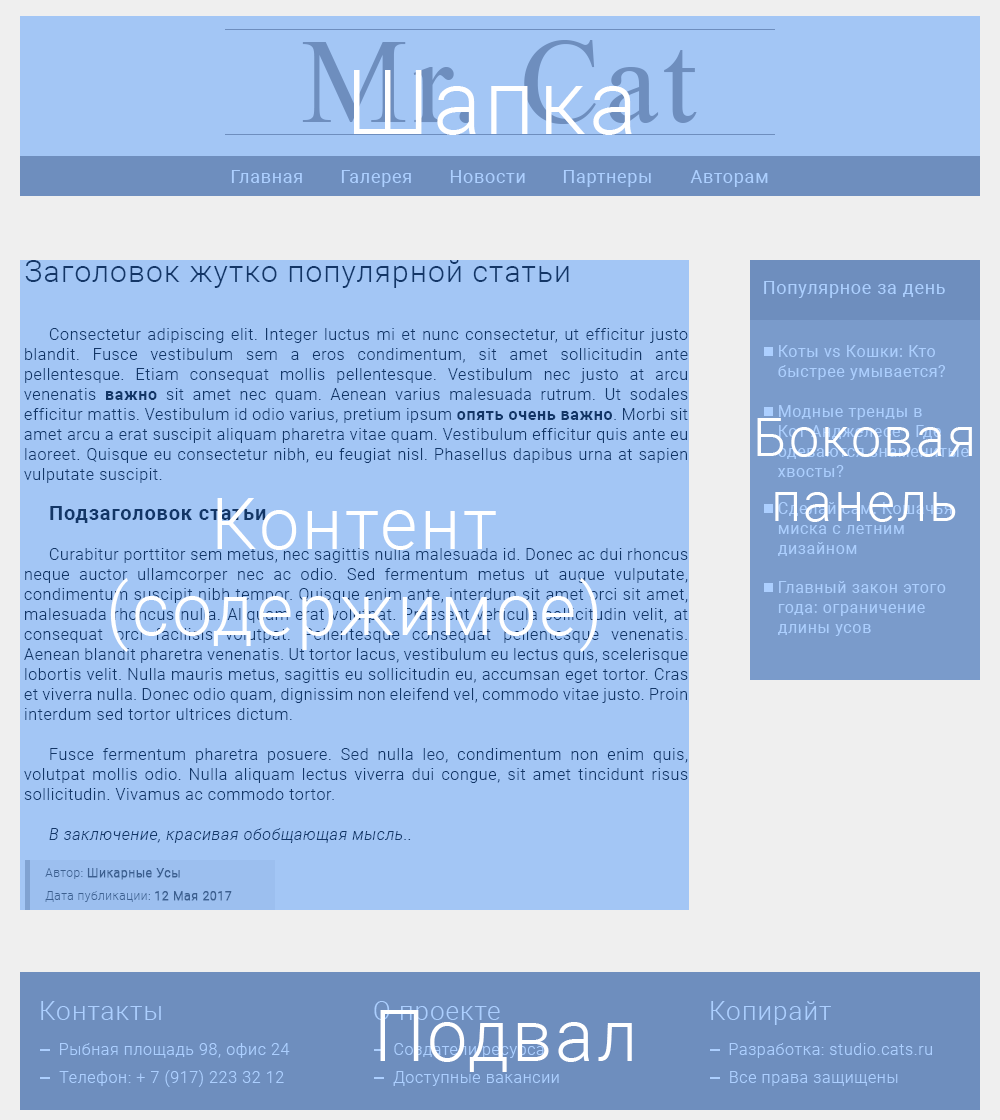 Mr. Cat
Шапка
Главная Галерея Новости Партнеры Авторам
Заголовок жутко популярной статьи
Consectetur adipiscing elit. Integer luctus mi et nunc consectetur, ut efficitur justo
blandit. Fusce vestibulum sem a eros condimentum, sit amet sollicitudin ante
pellentesque. Etiam consequat mollis pellentesque. Vestibulum nec justo at arcu
venenatis важно sit amet nec quam. Aenean varius malesuada rutrum. Ut sodales
efficitur mattis. Vestibulum id odio varius, pretium ipsum опять очень важно. Morbi sit
amet arcu a erat suscipit aliquam pharetra vitae quam. Vestibulum efficitur quis ante eu
laoreet. Quisque eu consectetur nibh, eu feugiat nisl. Phasellus dapibus urna at sapien
vulputate suscipit.
Подзаголовок статьи
Контент
(содержимое)
Curabitur porttitor sem metus, nec sagittis nulla malesuada id. Donec ac dui rhoncus
neque auctor ullamcorper nec ac odio. Sed fermentum metus ut augue vulputate,
condimentum suscipit nibh tempor. Quisque enim ante, interdum sit amet orci sit amet,
malesuada rhoncus nulla. Aliquam erat volutpat. Praesent vehicula sollicitudin velit, at
consequat orci facilisis volutpat. Pellentesque consequat pellentesque venenatis.
Aenean blandit pharetra venenatis. Ut tortor lacus, vestibulum eu lectus quis, scelerisque
lobortis velit. Nulla mauris metus, sagittis eu sollicitudin eu, accumsan eget tortor. Cras
et viverra nulla. Donec odio quam, dignissim non eleifend vel, commodo vitae justo. Proin
interdum sed tortor ultrices dictum.
Fusce fermentum pharetra posuere. Sed nulla leo, condimentum non enim quis,
volutpat mollis odio. Nulla aliquam lectus viverra dui congue, sit amet tincidunt risus
sollicitudin. Vivamus ac commodo tortor.
В заключение, красивая обобщающая мысль..
Автор: Шикарные Усы
Дата публикации: 12 Мая 2017
Популярное за день
Коты vs Кошки: Кто
быстрее умывается?
Модные тренды в
Кот-Анджелесе. Где
одеваются знаменитые
хвосты?
Боковая
панель
Сделай сам: Кошачья
миска с летним
дизайном
Главный закон этого
года: ограничение
длины усов
Контакты
Рыбная площадь 98, офис 24
Телефон: + 7 (917) 223 32 12
О проекте
Создатели ресурса
Доступные вакансии
Подвал
Копирайт
Разработка: studio.cats.ru
Все права защищены